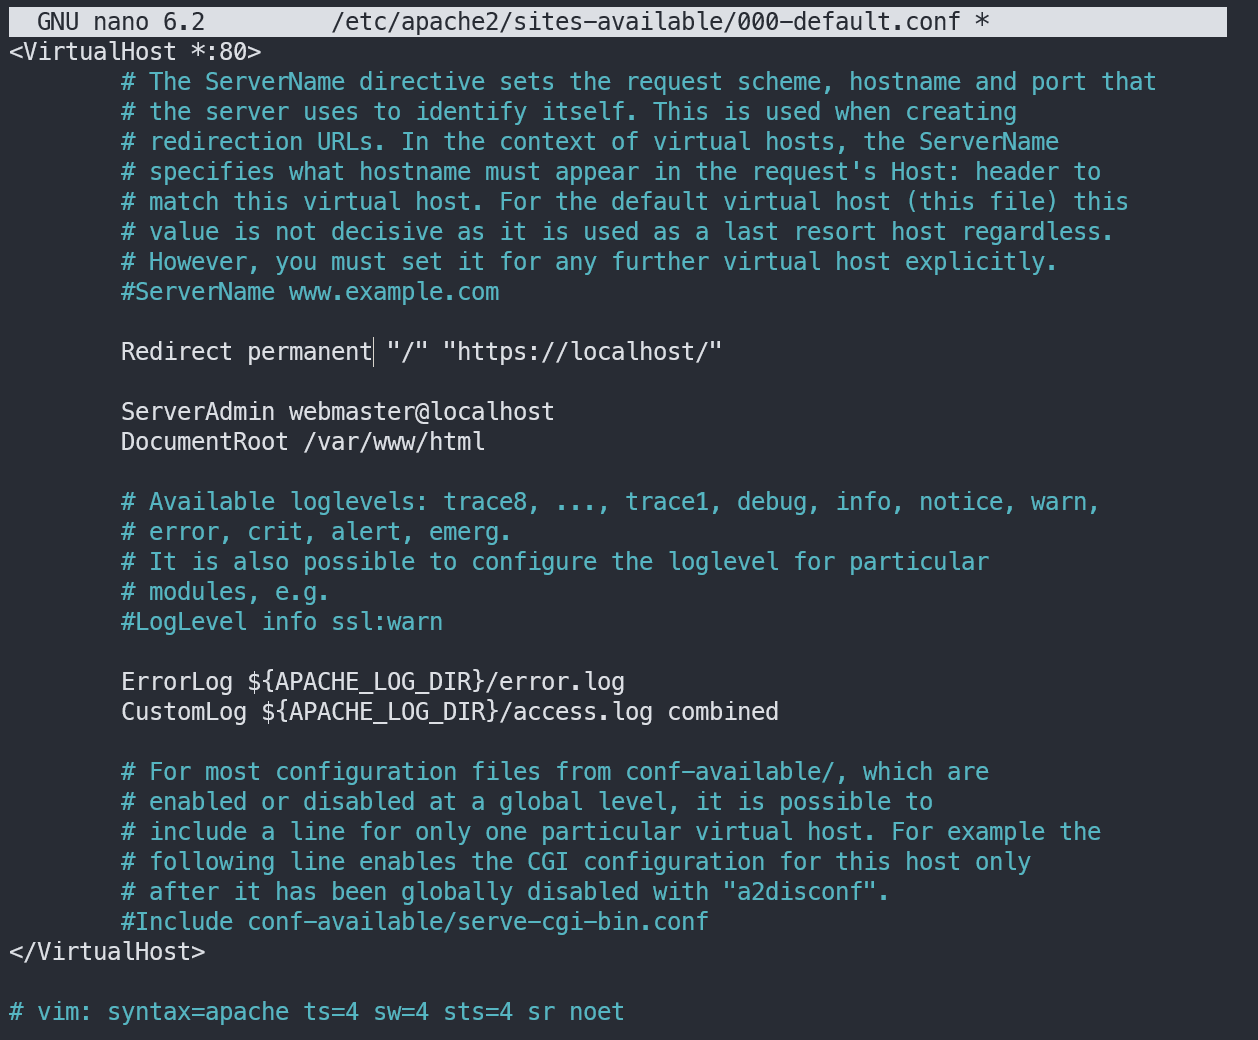 GNU nano 6.2         /etc/apache2/sites-available/000-default.conf *
<VirtualHost *:80>
        # The ServerName directive sets the request scheme, hostname and port that
        # the server uses to identify itself. This is used when creating
        # redirection URLs. In the context of virtual hosts, the ServerName
        # specifies what hostname must appear in the request's Host: header to
        # match this virtual host. For the default virtual host (this file) this
        # value is not decisive as it is used as a last resort host regardless.
        # However, you must set it for any further virtual host explicitly.
        #ServerName www.example.com

        Redirect permanent "/" "https://localhost/"

        ServerAdmin webmaster@localhost
        DocumentRoot /var/www/html

        # Available loglevels: trace8, ..., trace1, debug, info, notice, warn,
        # error, crit, alert, emerg.
        # It is also possible to configure the loglevel for particular
        # modules, e.g.
        #LogLevel info ssl:warn

        ErrorLog ${APACHE_LOG_DIR}/error.log
        CustomLog ${APACHE_LOG_DIR}/access.log combined

        # For most configuration files from conf-available/, which are
        # enabled or disabled at a global level, it is possible to
        # include a line for only one particular virtual host. For example the
        # following line enables the CGI configuration for this host only
        # after it has been globally disabled with "a2disconf".
        #Include conf-available/serve-cgi-bin.conf
</VirtualHost>

# vim: syntax=apache ts=4 sw=4 sts=4 sr noet